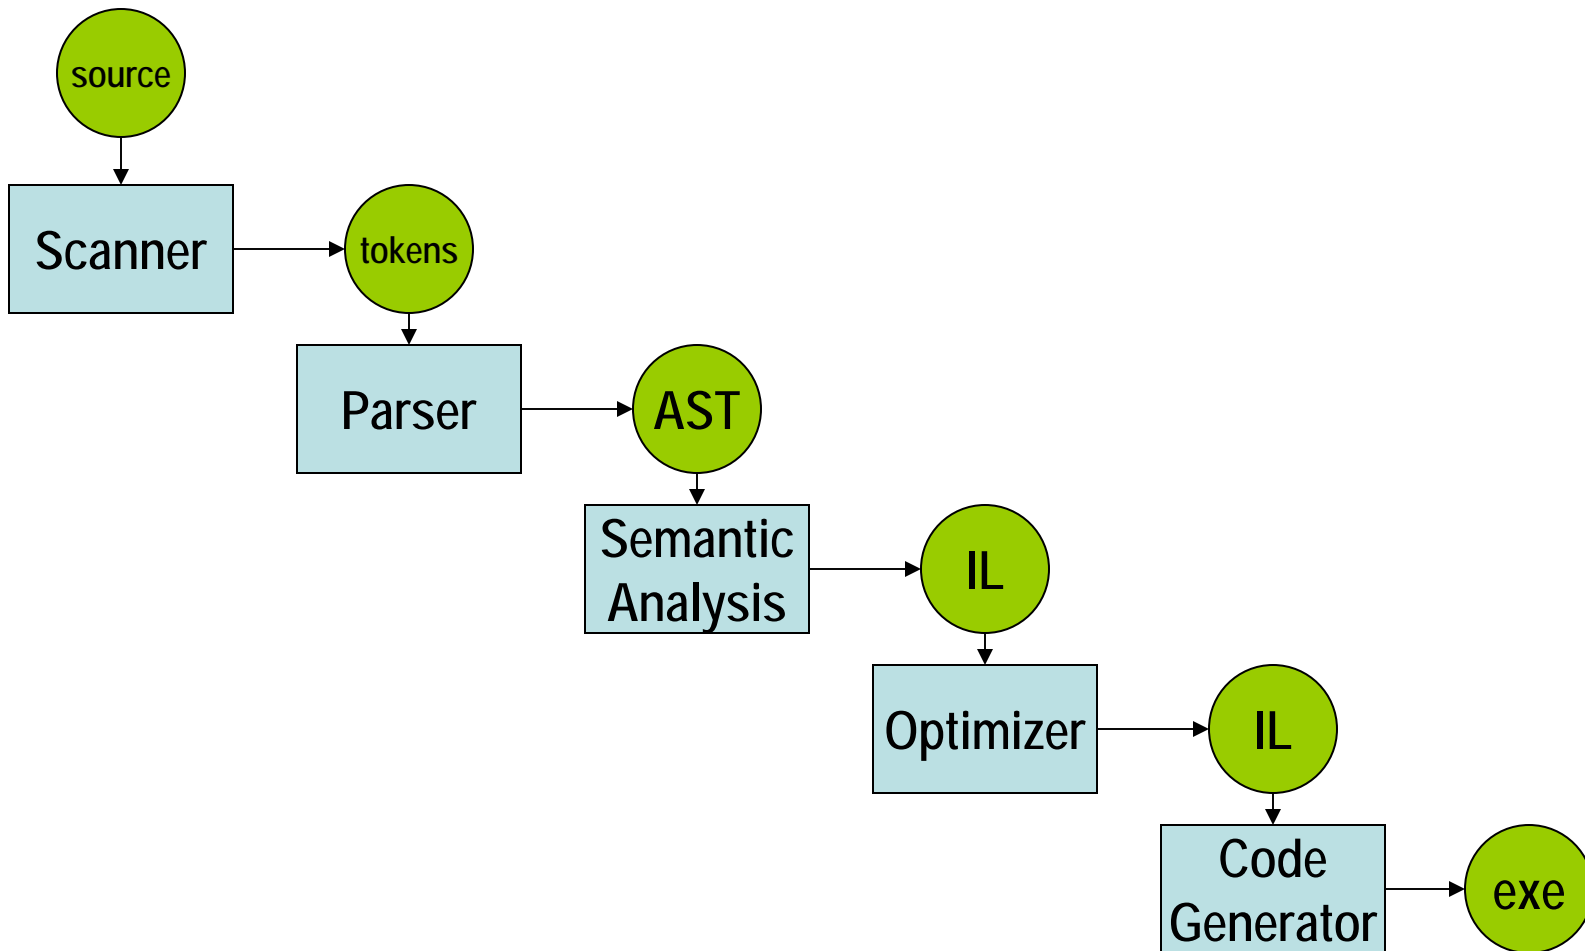 source
Scanner
tokens
Parser
AST
Semantic
Analysis
IL
Optimizer
IL
Code
Generator
exe